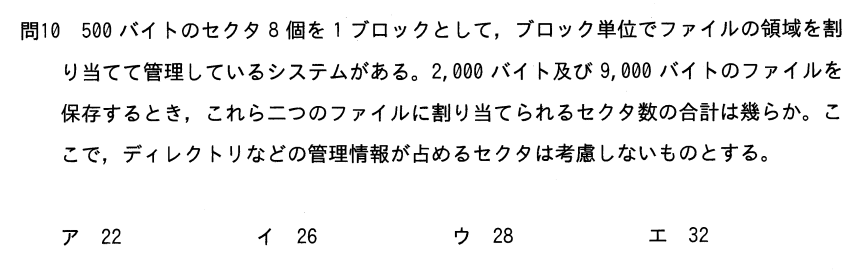 問10 500 バイトのセクタ 8 個を 1 ブロックとして，ブロック単位でファイルの領域を割
り当てて管理しているシステムがある。2,000 バイト及び 9,000 バイトのファイルを
保存するとき，これら二つのファイルに割り当てられるセクタ数の合計は幾らか。こ
こで，ディレクトリなどの管理情報が占めるセクタは考慮しないものとする。
ア 22 イ 26 ウ 28 エ 32